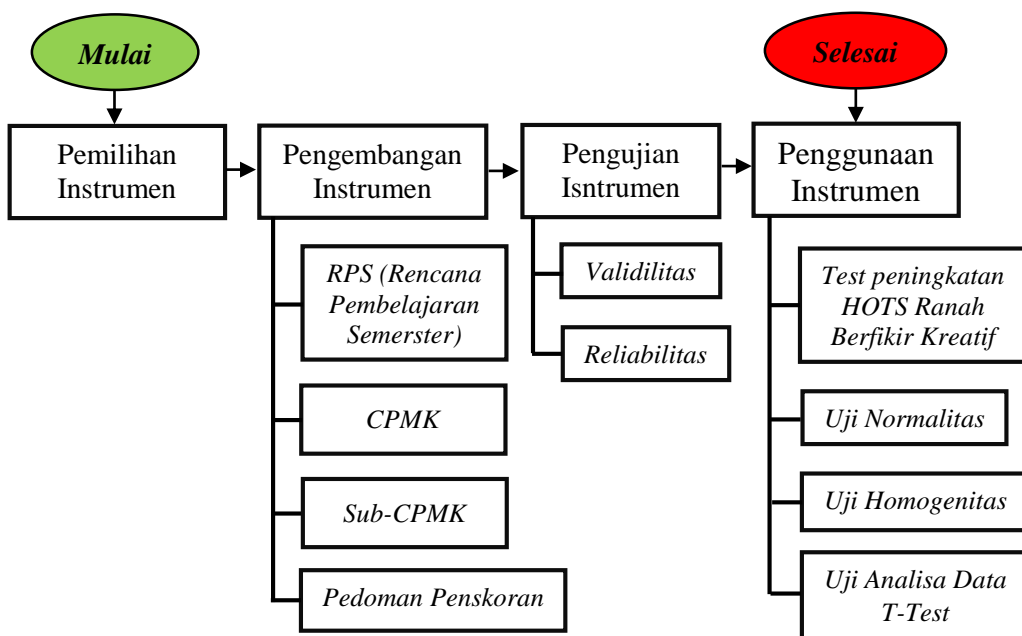 Mulai
Selesai
Pemilihan
Instrumen
Pengembangan
Instrumen
Pengujian
Isntrumen
Penggunaan
Instrumen
RPS (Rencana
Pembelajaran
Semerster)
CPMK
Sub-CPMK
Pedoman Penskoran
Validilitas
Reliabilitas
Test peningkatan
HOTS Ranah
Berfikir Kreatif
Uji Normalitas
Uji Homogenitas
Uji Analisa Data
T-Test